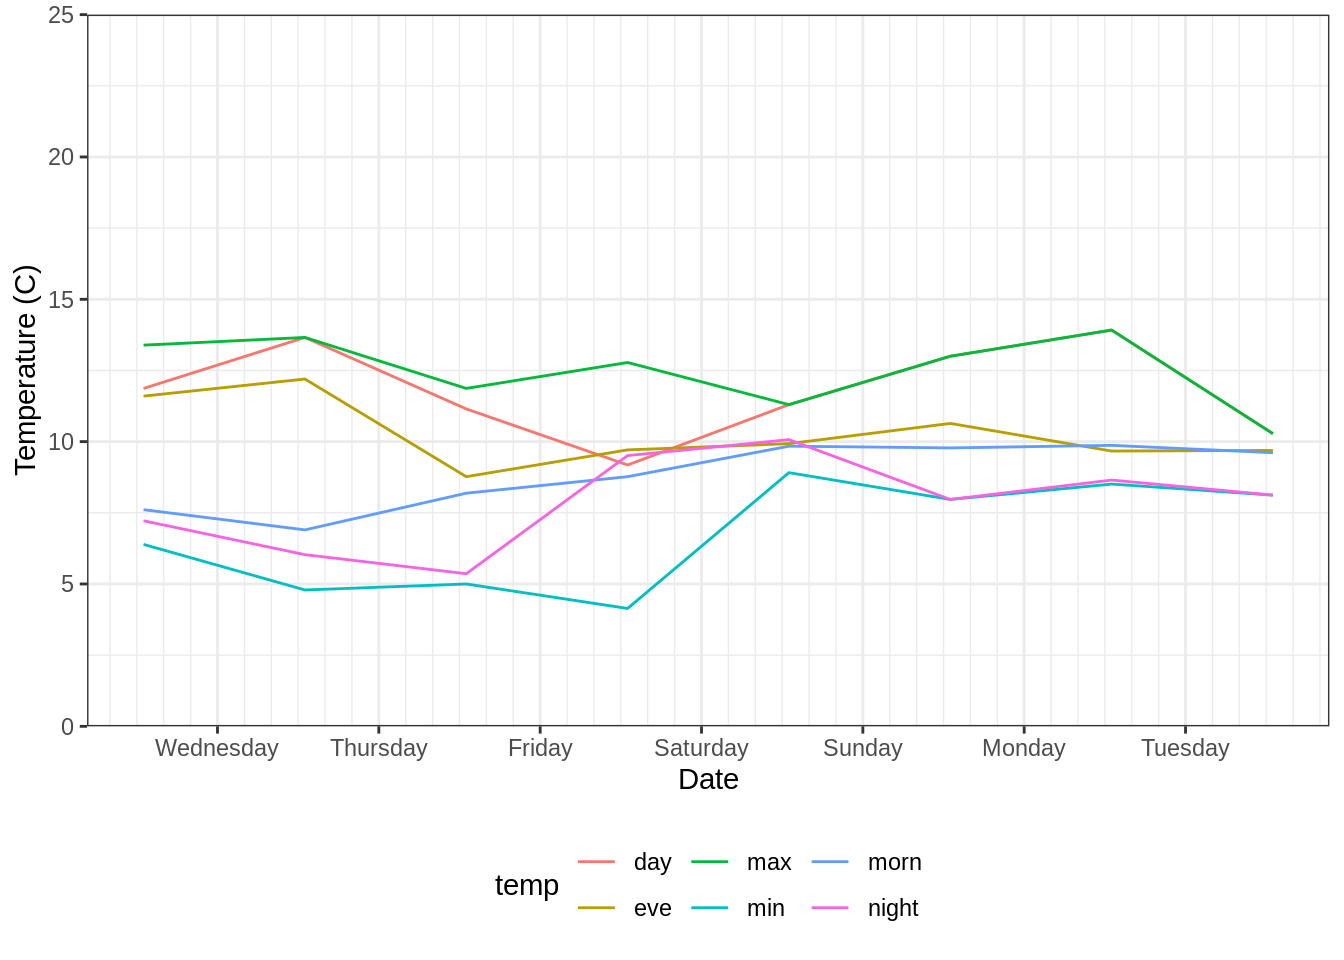 25
20
15
10
5
0
Temperature (C)
Wednesday Thursday Friday Saturday Sunday Monday Tuesday
Date
temp
day max morn
eve min night